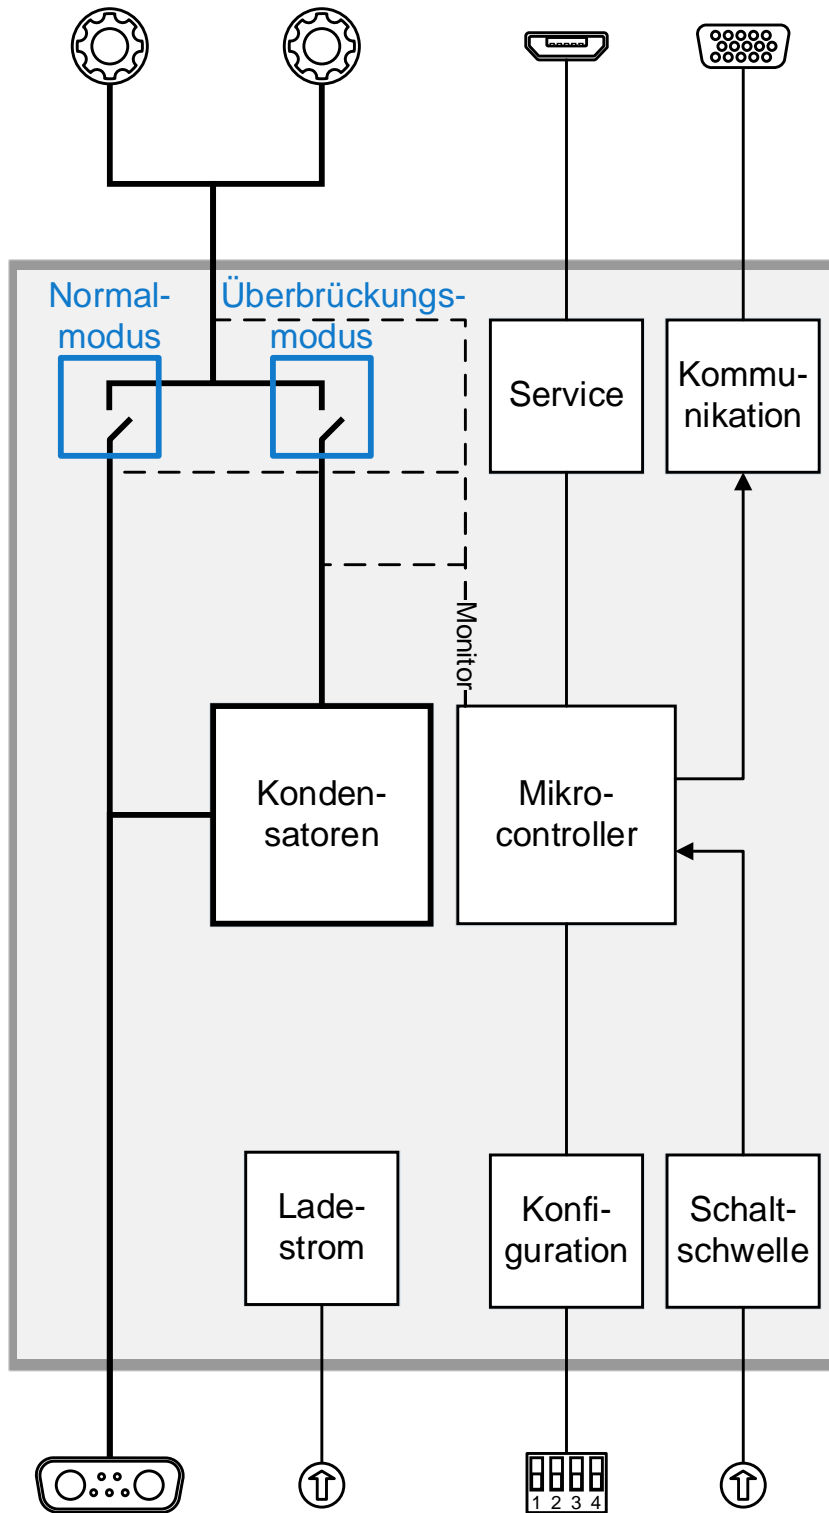 Normal-
modus
Überbrückungs-
modus
Service
Kommu-
nikation
Monitor
Konden-
satoren
Mikro-
controller
Lade-
strom
Konfi-
guration
Schalt-
schwelle
1 2 3 4